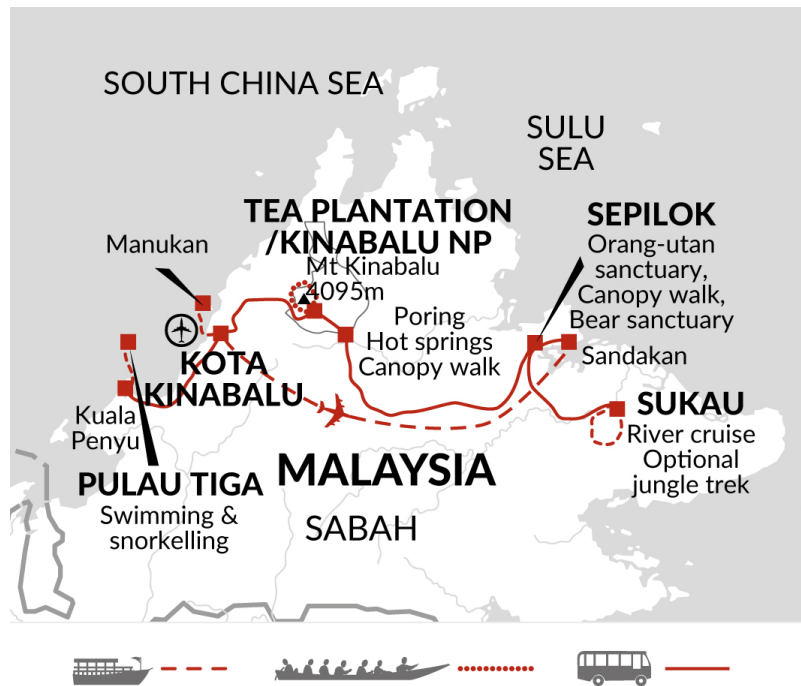 SOUTH CHINA SEA
SULU
SEA
TEA PLANTATION
/KINABALU NP
Mt Kinabalu
4095m
Manukan
SEPILOK
Orang-utan
sanctuary,
Canopy walk,
Bear sanctuary
Poring
Hot springs
Canopy walk
Sandakan
KOTA
KINABALU
Kuala
Penyu
SUKAU
River cruise
Optional
jungle trek
PULAU TIGA
Swimming &
snorkelling
MALAYSIA
SABAH